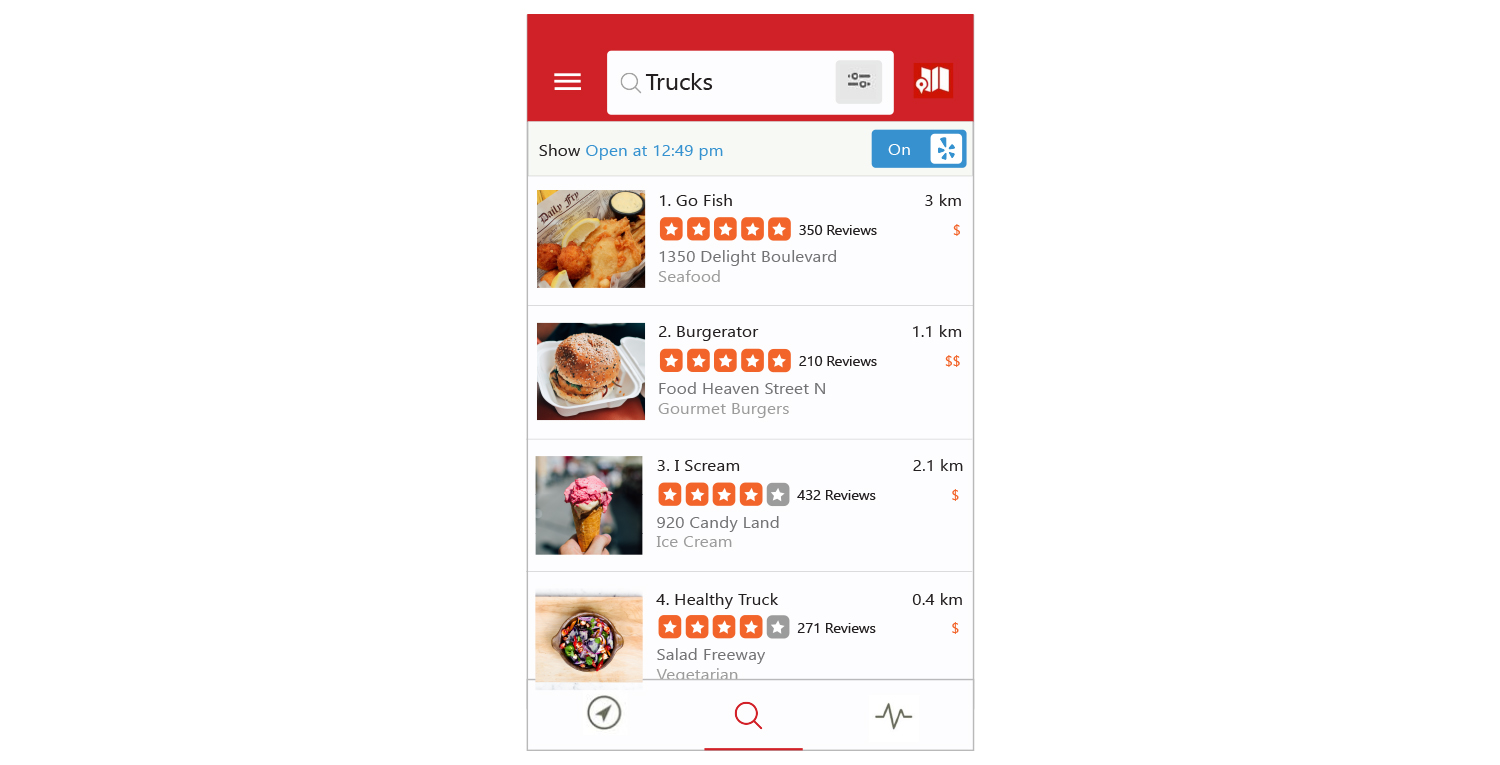 Trucks
Show Open at 12:49 pm
On
Daily Fry
1. Go Fish
3 km
350 Reviews
$
1350 Delight Boulevard
Seafood
2. Burgerator
1.1 km
210 Reviews
$$
Food Heaven Street N
Gourmet Burgers
3. I Scream
2.1 km
432 Reviews
$
920 Candy Land
Ice Cream
4. Healthy Truck
0.4 km
271 Reviews
$
Salad Freeway
Vegetarian